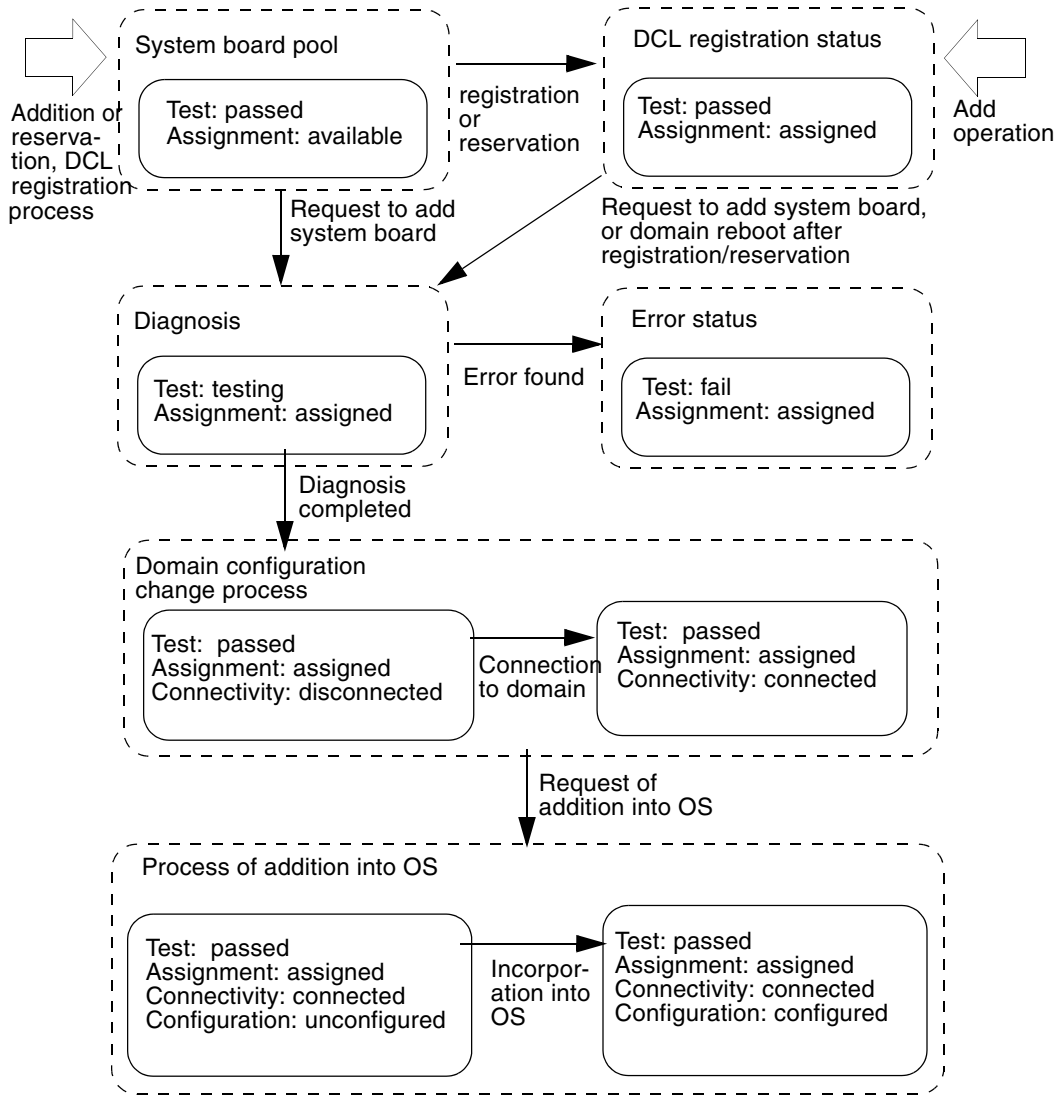 System board pool
Test: passed
Assignment: available
Addition or
reserva-
tion, DCL
registration
process
registration
or
reservation
DCL registration status
Test: passed
Assignment: assigned
Add
operation
Request to add
system board
Request to add system board,
or domain reboot after
registration/reservation
Diagnosis
Test: testing
Assignment: assigned
Error found
Error status
Test: fail
Assignment: assigned
Diagnosis
completed
Domain configuration
change process
Test: passed
Assignment: assigned
Connectivity: disconnected
Connection
to domain
Test: passed
Assignment: assigned
Connectivity: connected
Request of
addition into OS
Process of addition into OS
Test: passed
Assignment: assigned
Connectivity: connected
Configuration: unconfigured
Incorpor-
ation into
OS
Test: passed
Assignment: assigned
Connectivity: connected
Configuration: configured